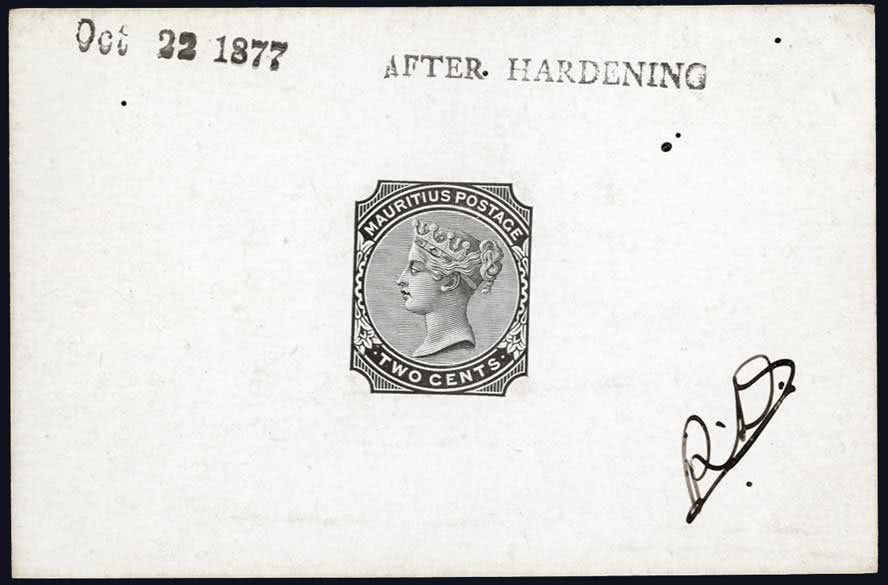 Oct 22 1877
AFTER HARDENING
MAURITIUS POSTAGE
TWO CENTS